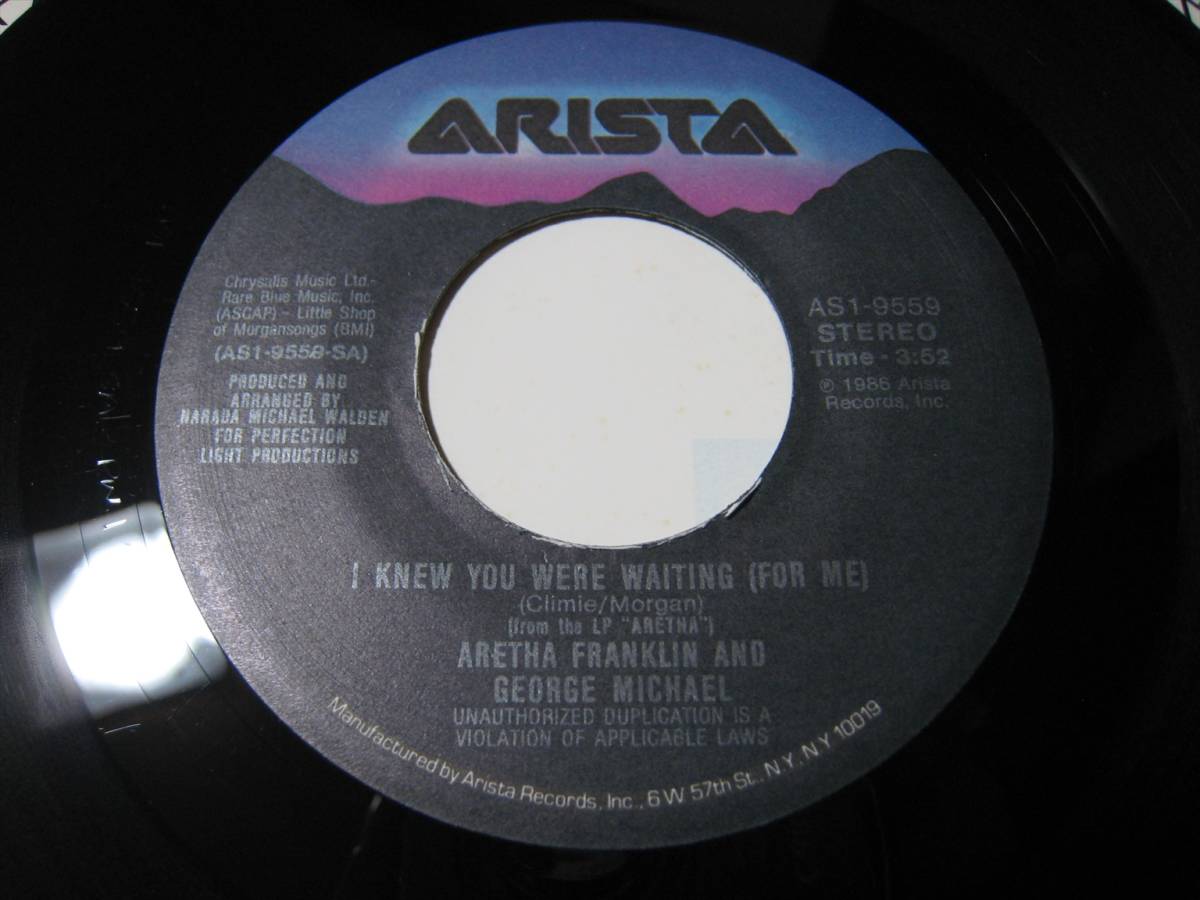 ARISTA
Chrysalis Music Ltd.-
Rare Blue Music, Inc.
(ASCAP) - Little Shop
of Morgansongs (BMI)
(AS1-9559-SA)
PRODUCED AND
ARRANGED BY
NARADA MICHAEL WALDEN
FOR PERFECTION
LIGHT PRODUCTIONS
AS1-9559
STEREO
Time - 3:52
℗ 1986 Arista
Records, Inc.
I KNEW YOU WERE WAITING (FOR ME)
(Climie/Morgan)
(from the LP "ARETHA")
ARETHA FRANKLIN AND
GEORGE MICHAEL
UNAUTHORIZED DUPLICATION IS A
VIOLATION OF APPLICABLE LAWS
Manufactured by Arista Records, Inc., 6 W. 57th St., N.Y., N.Y. 10019